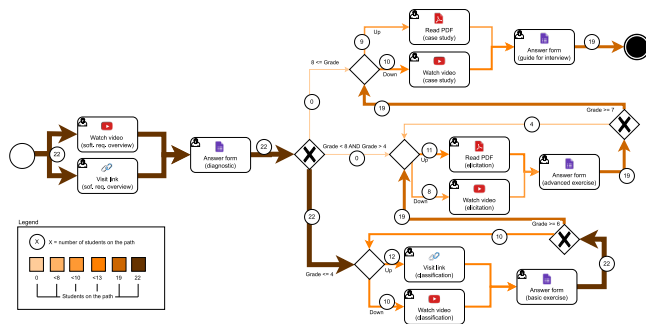 Read PDF
(case study)
9
Up
10
Down
Watch video
(case study)
Answer form
(guide for interview)
19
8 <= Grade
0
19
Grade >= 7
Watch video
(soft. req. overview)
22
Visit link
(sof. req. overview)
Answer form
(diagnostic)
22
Grade < 8 AND Grade > 4
0
4
11
Up
Read PDF
(elicitation)
8
Down
Watch video
(elicitation)
Answer form
(advanced exercise)
19
22
19
Grade >= 6
10
Grade <= 4
12
Up
Visit link
(classification)
10
Down
Watch video
(classification)
Answer form
(basic exercise)
22
Legend
X
X = number of students on the path
0
<8
<10
<13
19
22
Students on the path